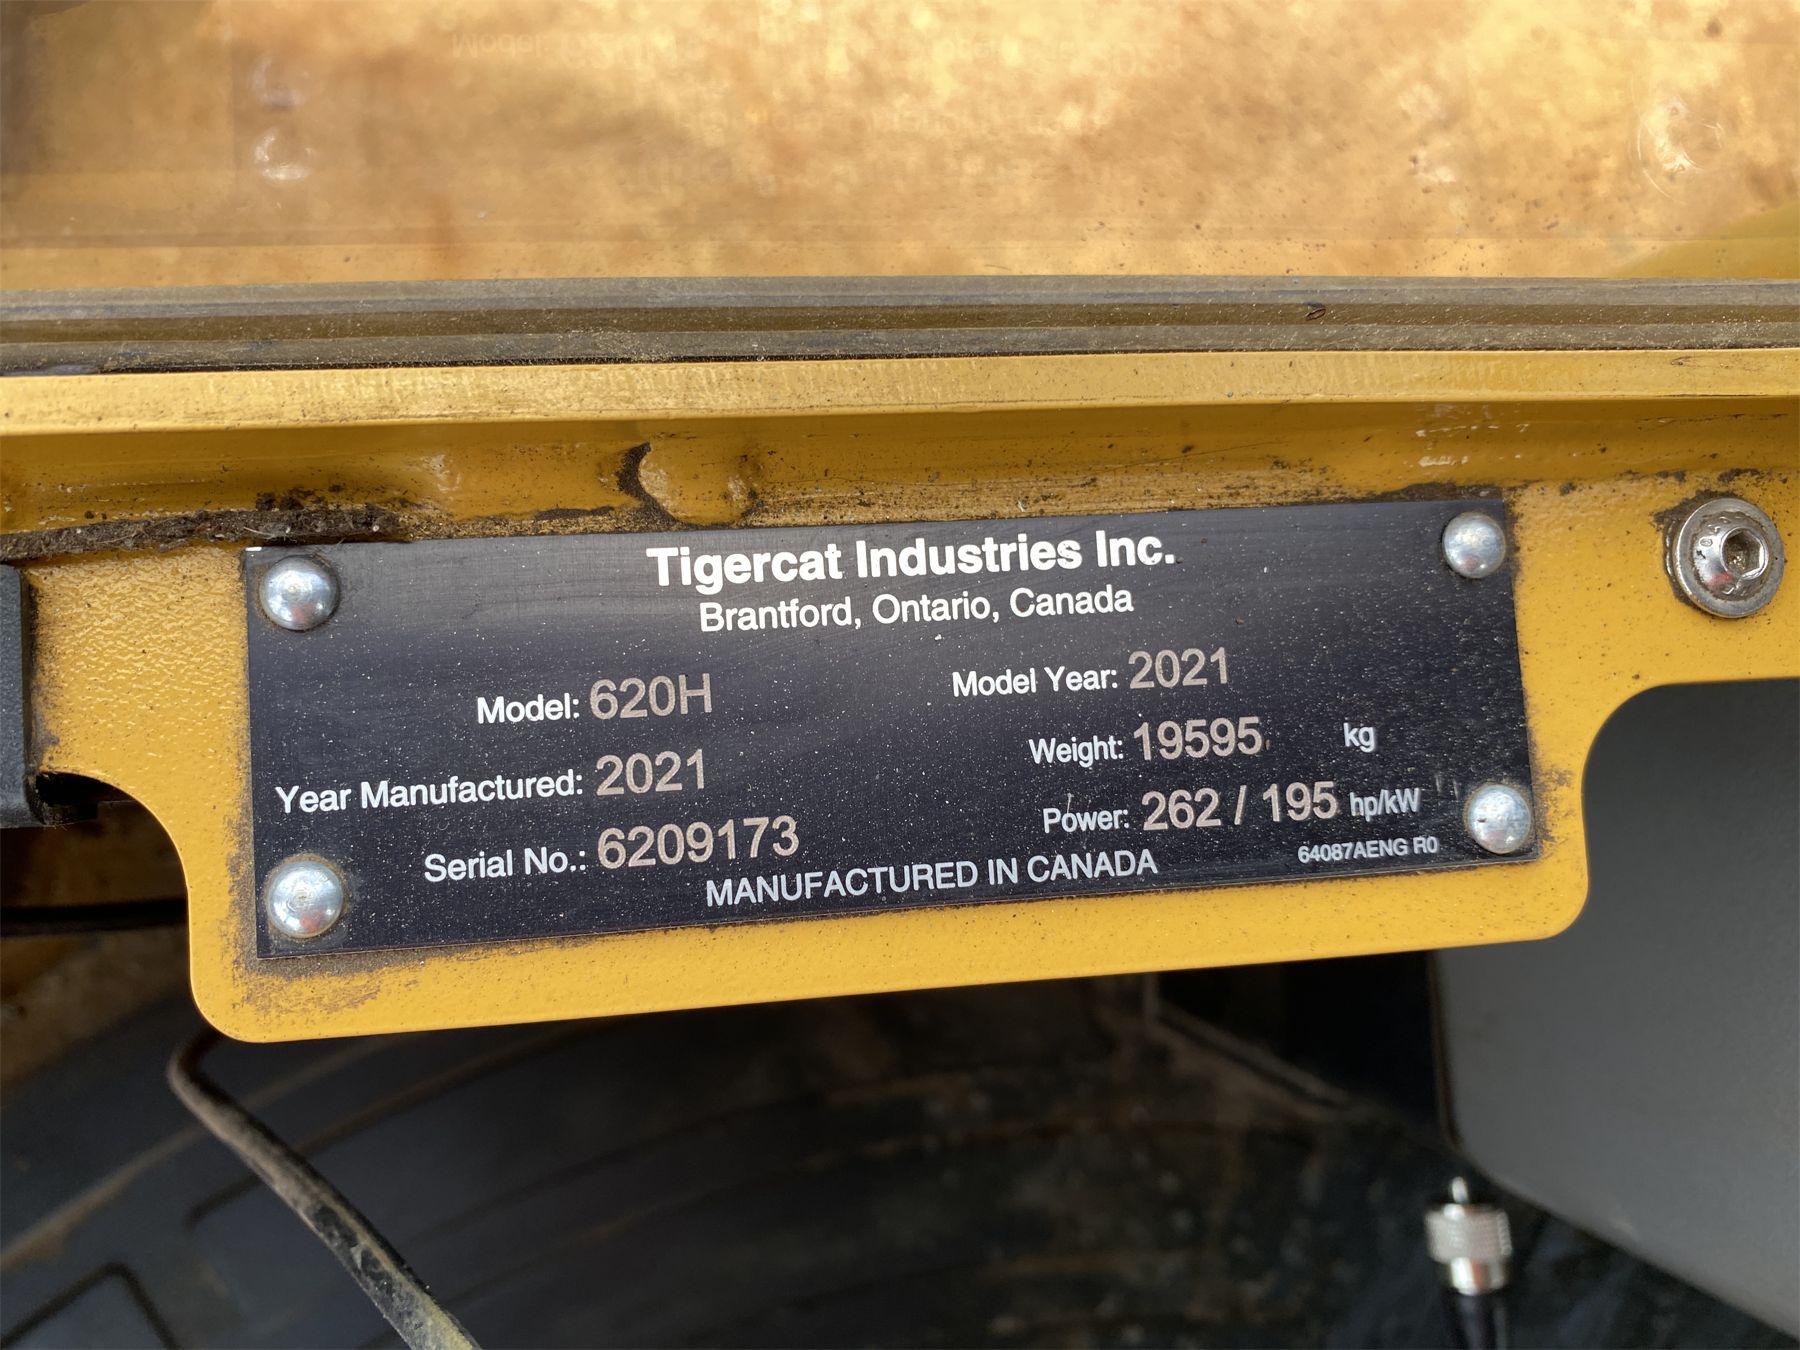 Tigercat Industries Inc.
Brantford, Ontario, Canada
Model: 620H
Model Year: 2021
Year Manufactured: 2021
Weight: 19595 kg
Serial No.: 6209173
Power: 262 / 195 hp/kW
MANUFACTURED IN CANADA
64087AENG R0